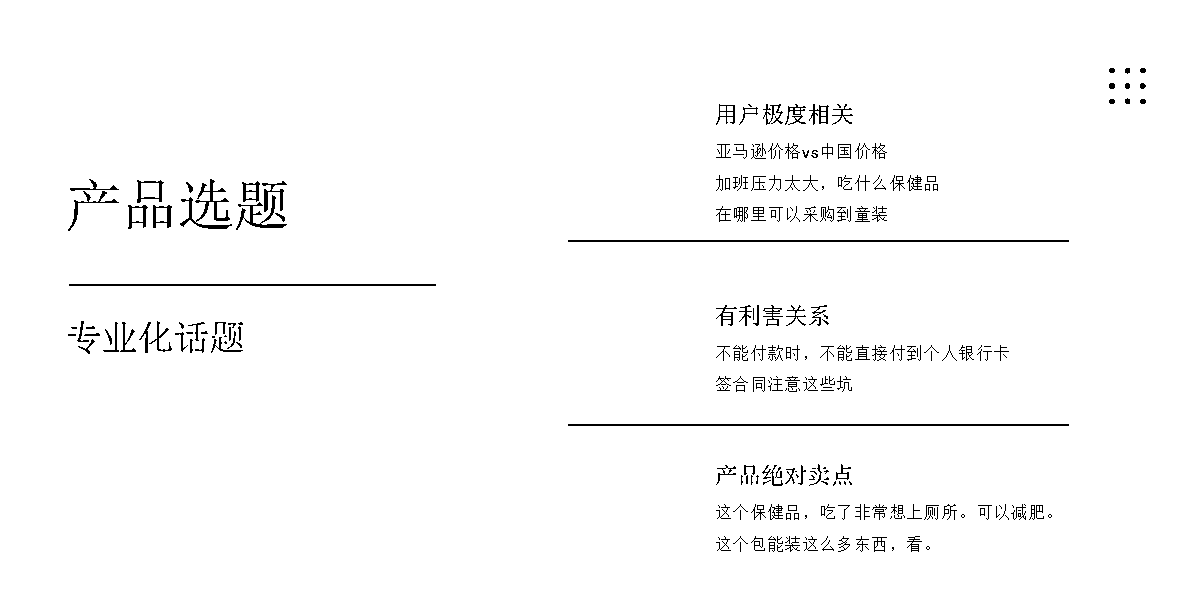 产品选题
专业化话题
用户极度相关
亚马逊价格vs中国价格
加班压力太大，吃什么保健品
在哪里可以采购到童装
有利害关系
不能付款时，不能直接付到个人银行卡
签合同注意这些坑
产品绝对卖点
这个保健品，吃了非常想上厕所。可以减肥。
这个包能装这么多东西，看。